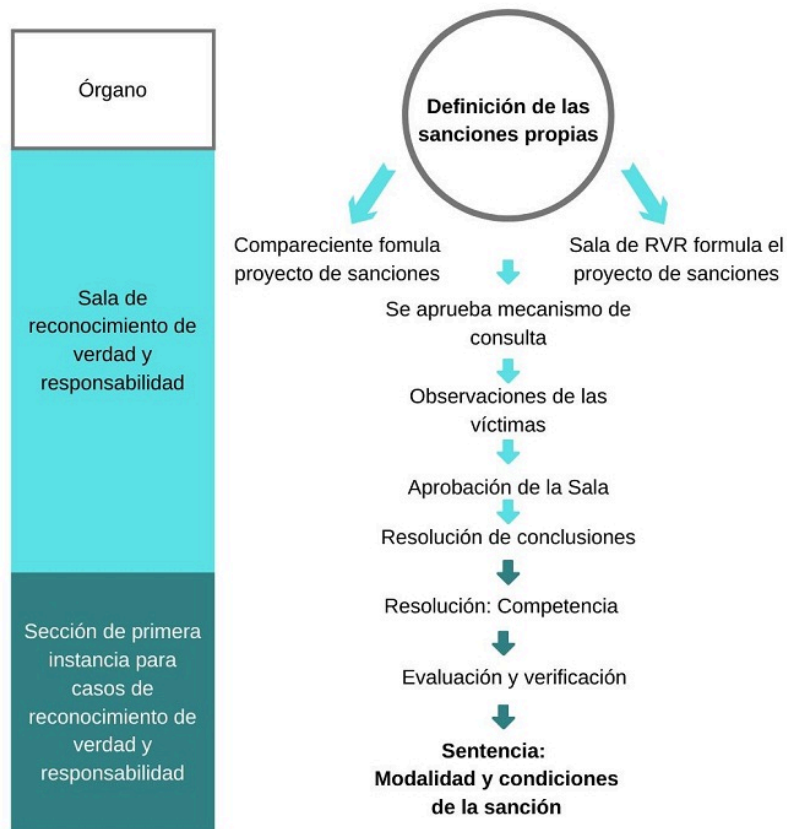 Órgano
Definición de las
sanciones propias
Compareciente fomula
proyecto de sanciones
Sala de RVR formula el
proyecto de sanciones
Sala de
reconocimiento de
verdad y
responsabilidad
Se aprueba mecanismo de
consulta
Observaciones de las
víctimas
Aprobación de la Sala
Resolución de conclusiones
Sección de primera
instancia para
casos de
reconocimiento de
verdad y
responsabilidad
Resolución: Competencia
Evaluación y verificación
Sentencia:
Modalidad y condiciones
de la sanción